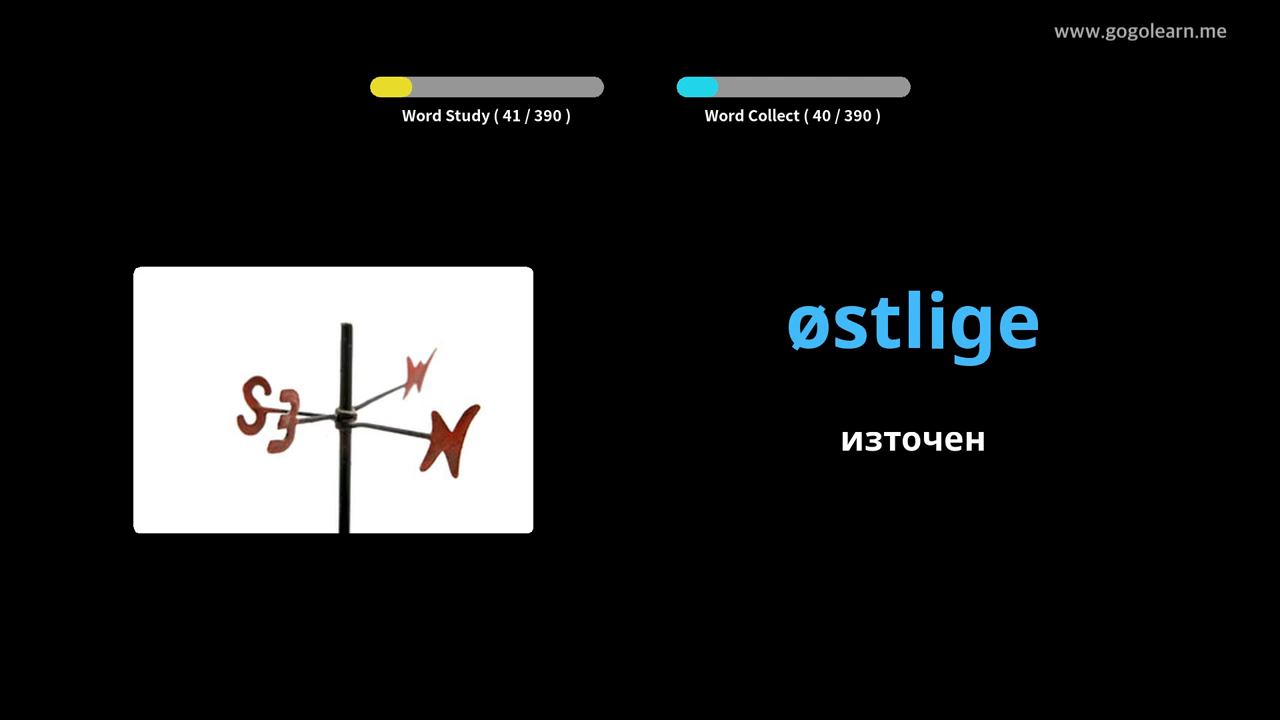 www.gogolearn.me
Word Study ( 41 / 390 )
Word Collect ( 40 / 390 )
østlige
източен
S E N